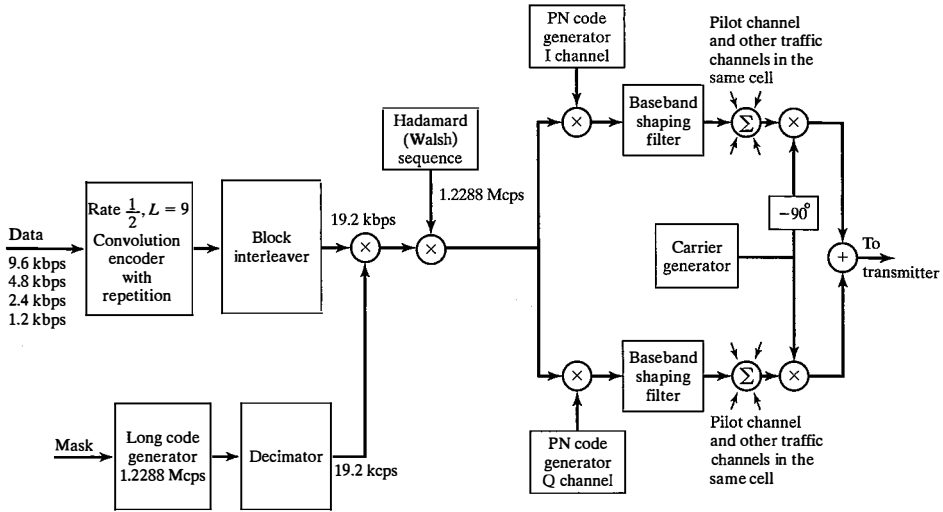 PN code
generator
I channel
Pilot channel
and other traffic
channels in the
same cell
×
Baseband
shaping
filter
Σ
×
Hadamard
(Walsh)
sequence
1.2288 Mcps
−90°
Rate 1/2, L = 9
Convolution
encoder
with
repetition
Data
9.6 kbps
4.8 kbps
2.4 kbps
1.2 kbps
Block
interleaver
19.2 kbps
×
×
Carrier
generator
+
To
transmitter
×
Baseband
shaping
filter
Σ
×
PN code
generator
Q channel
Pilot channel
and other traffic
channels in the
same cell
Mask
Long code
generator
1.2288 Mcps
Decimator
19.2 kcps